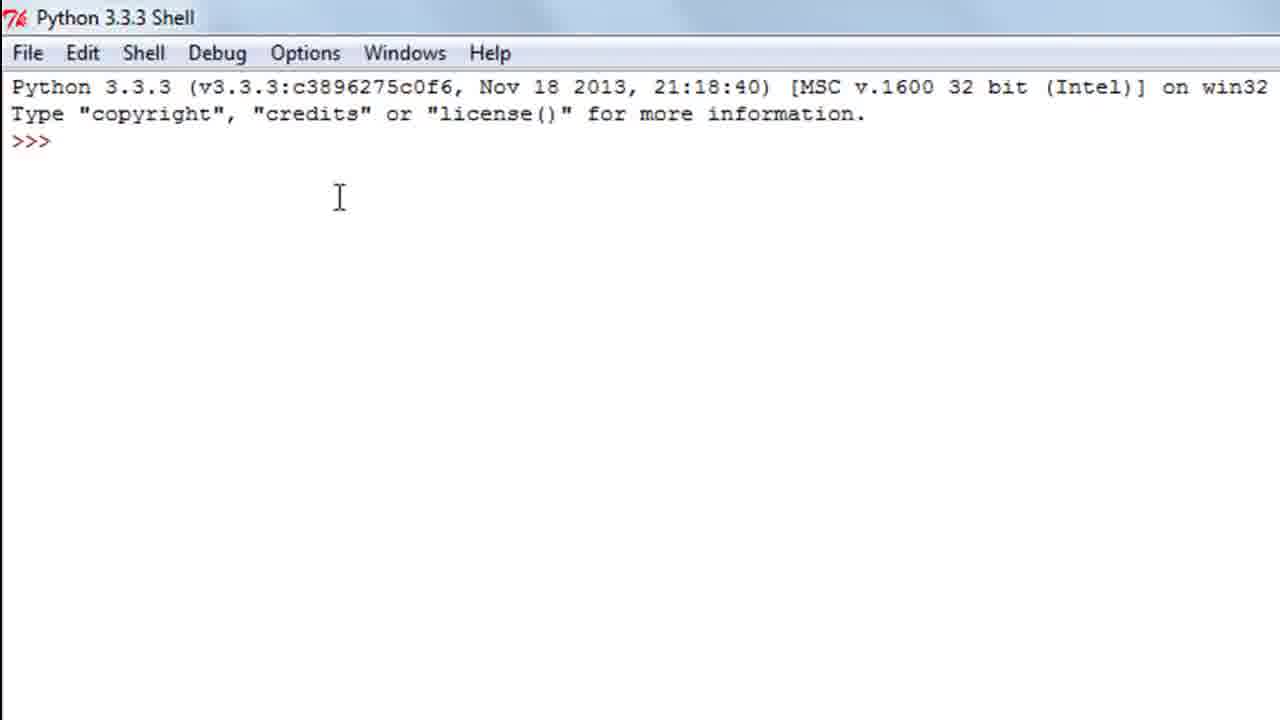 Python 3.3.3 Shell
File Edit Shell Debug Options Windows Help
Python 3.3.3 (v3.3.3:c3896275c0f6, Nov 18 2013, 21:18:40) [MSC v.1600 32 bit (Intel)] on win32
Type "copyright", "credits" or "license()" for more information.
>>>